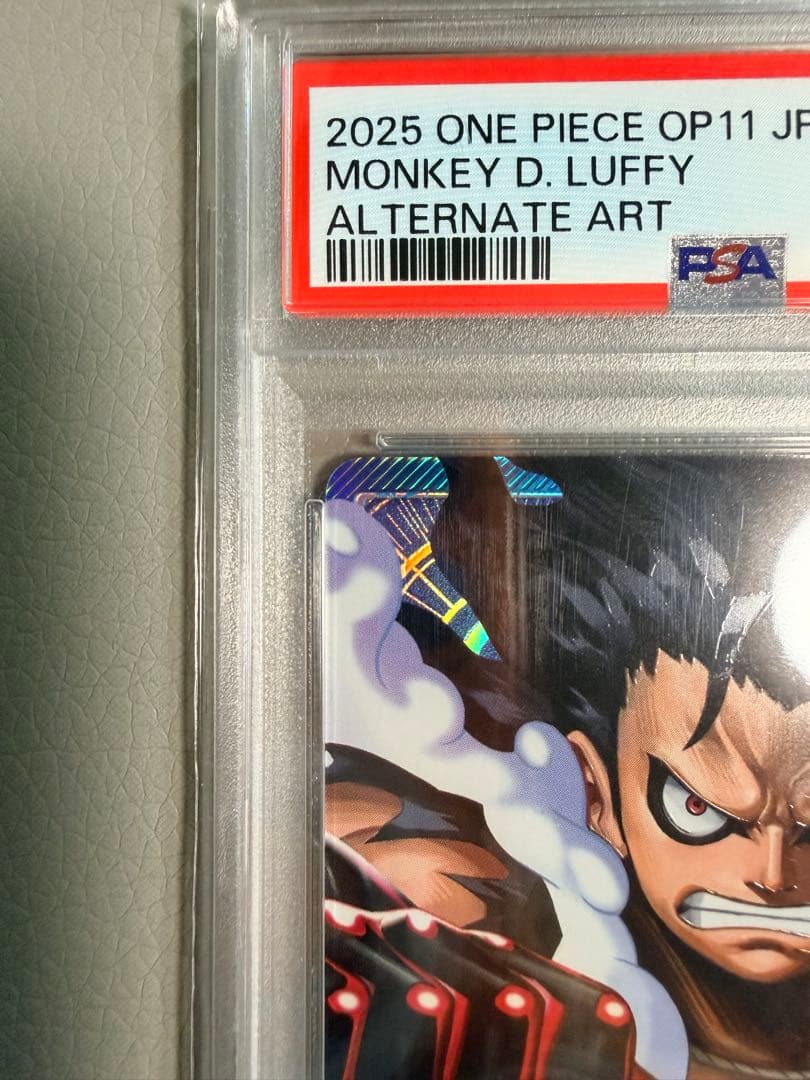 2025 ONE PIECE OP11 JP
MONKEY D. LUFFY
ALTERNATE ART
PSA